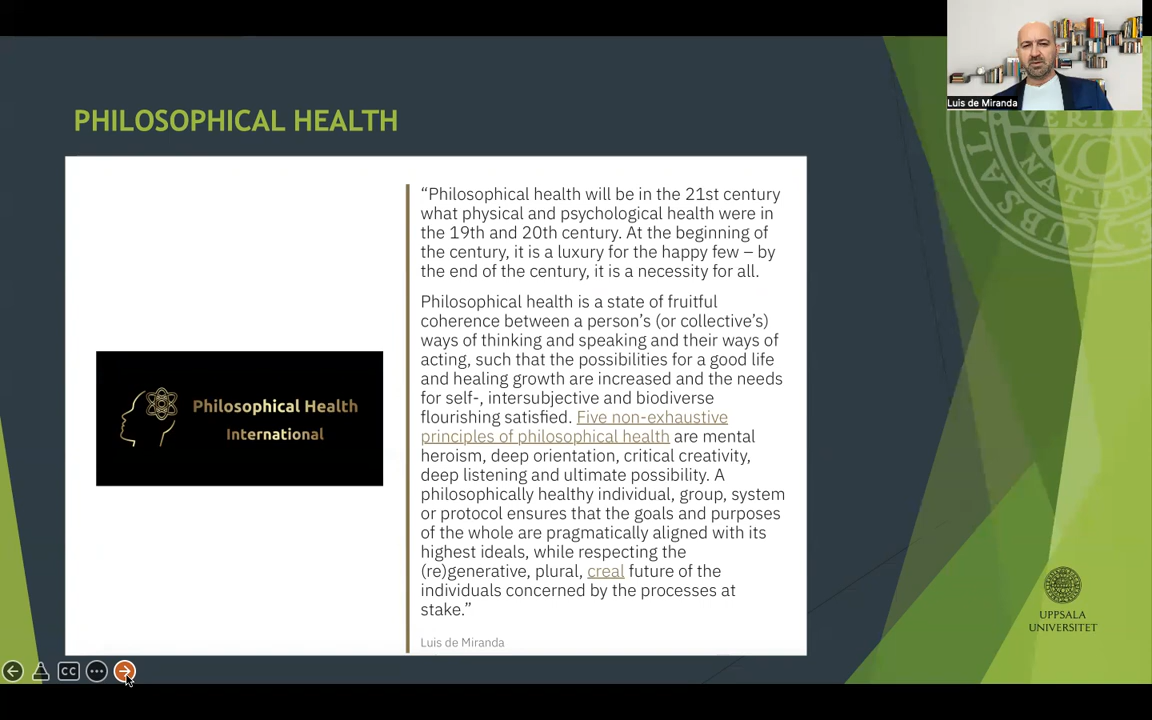 Luis de Miranda
PHILOSOPHICAL HEALTH
“Philosophical health will be in the 21st century
what physical and psychological health were in
the 19th and 20th century. At the beginning of
the century, it is a luxury for the happy few – by
the end of the century, it is a necessity for all.
Philosophical health is a state of fruitful
coherence between a person’s (or collective’s)
ways of thinking and speaking and their ways of
acting, such that the possibilities for a good life
and healing growth are increased and the needs
for self-, intersubjective and biodiverse
flourishing satisfied. Five non-exhaustive
principles of philosophical health are mental
heroism, deep orientation, critical creativity,
deep listening and ultimate possibility. A
philosophically healthy individual, group, system
or protocol ensures that the goals and purposes
of the whole are pragmatically aligned with its
highest ideals, while respecting the
(re)generative, plural, creal future of the
individuals concerned by the processes at
stake.”
Luis de Miranda
Philosophical Health
International
UPPSALA
UNIVERSITET
CC